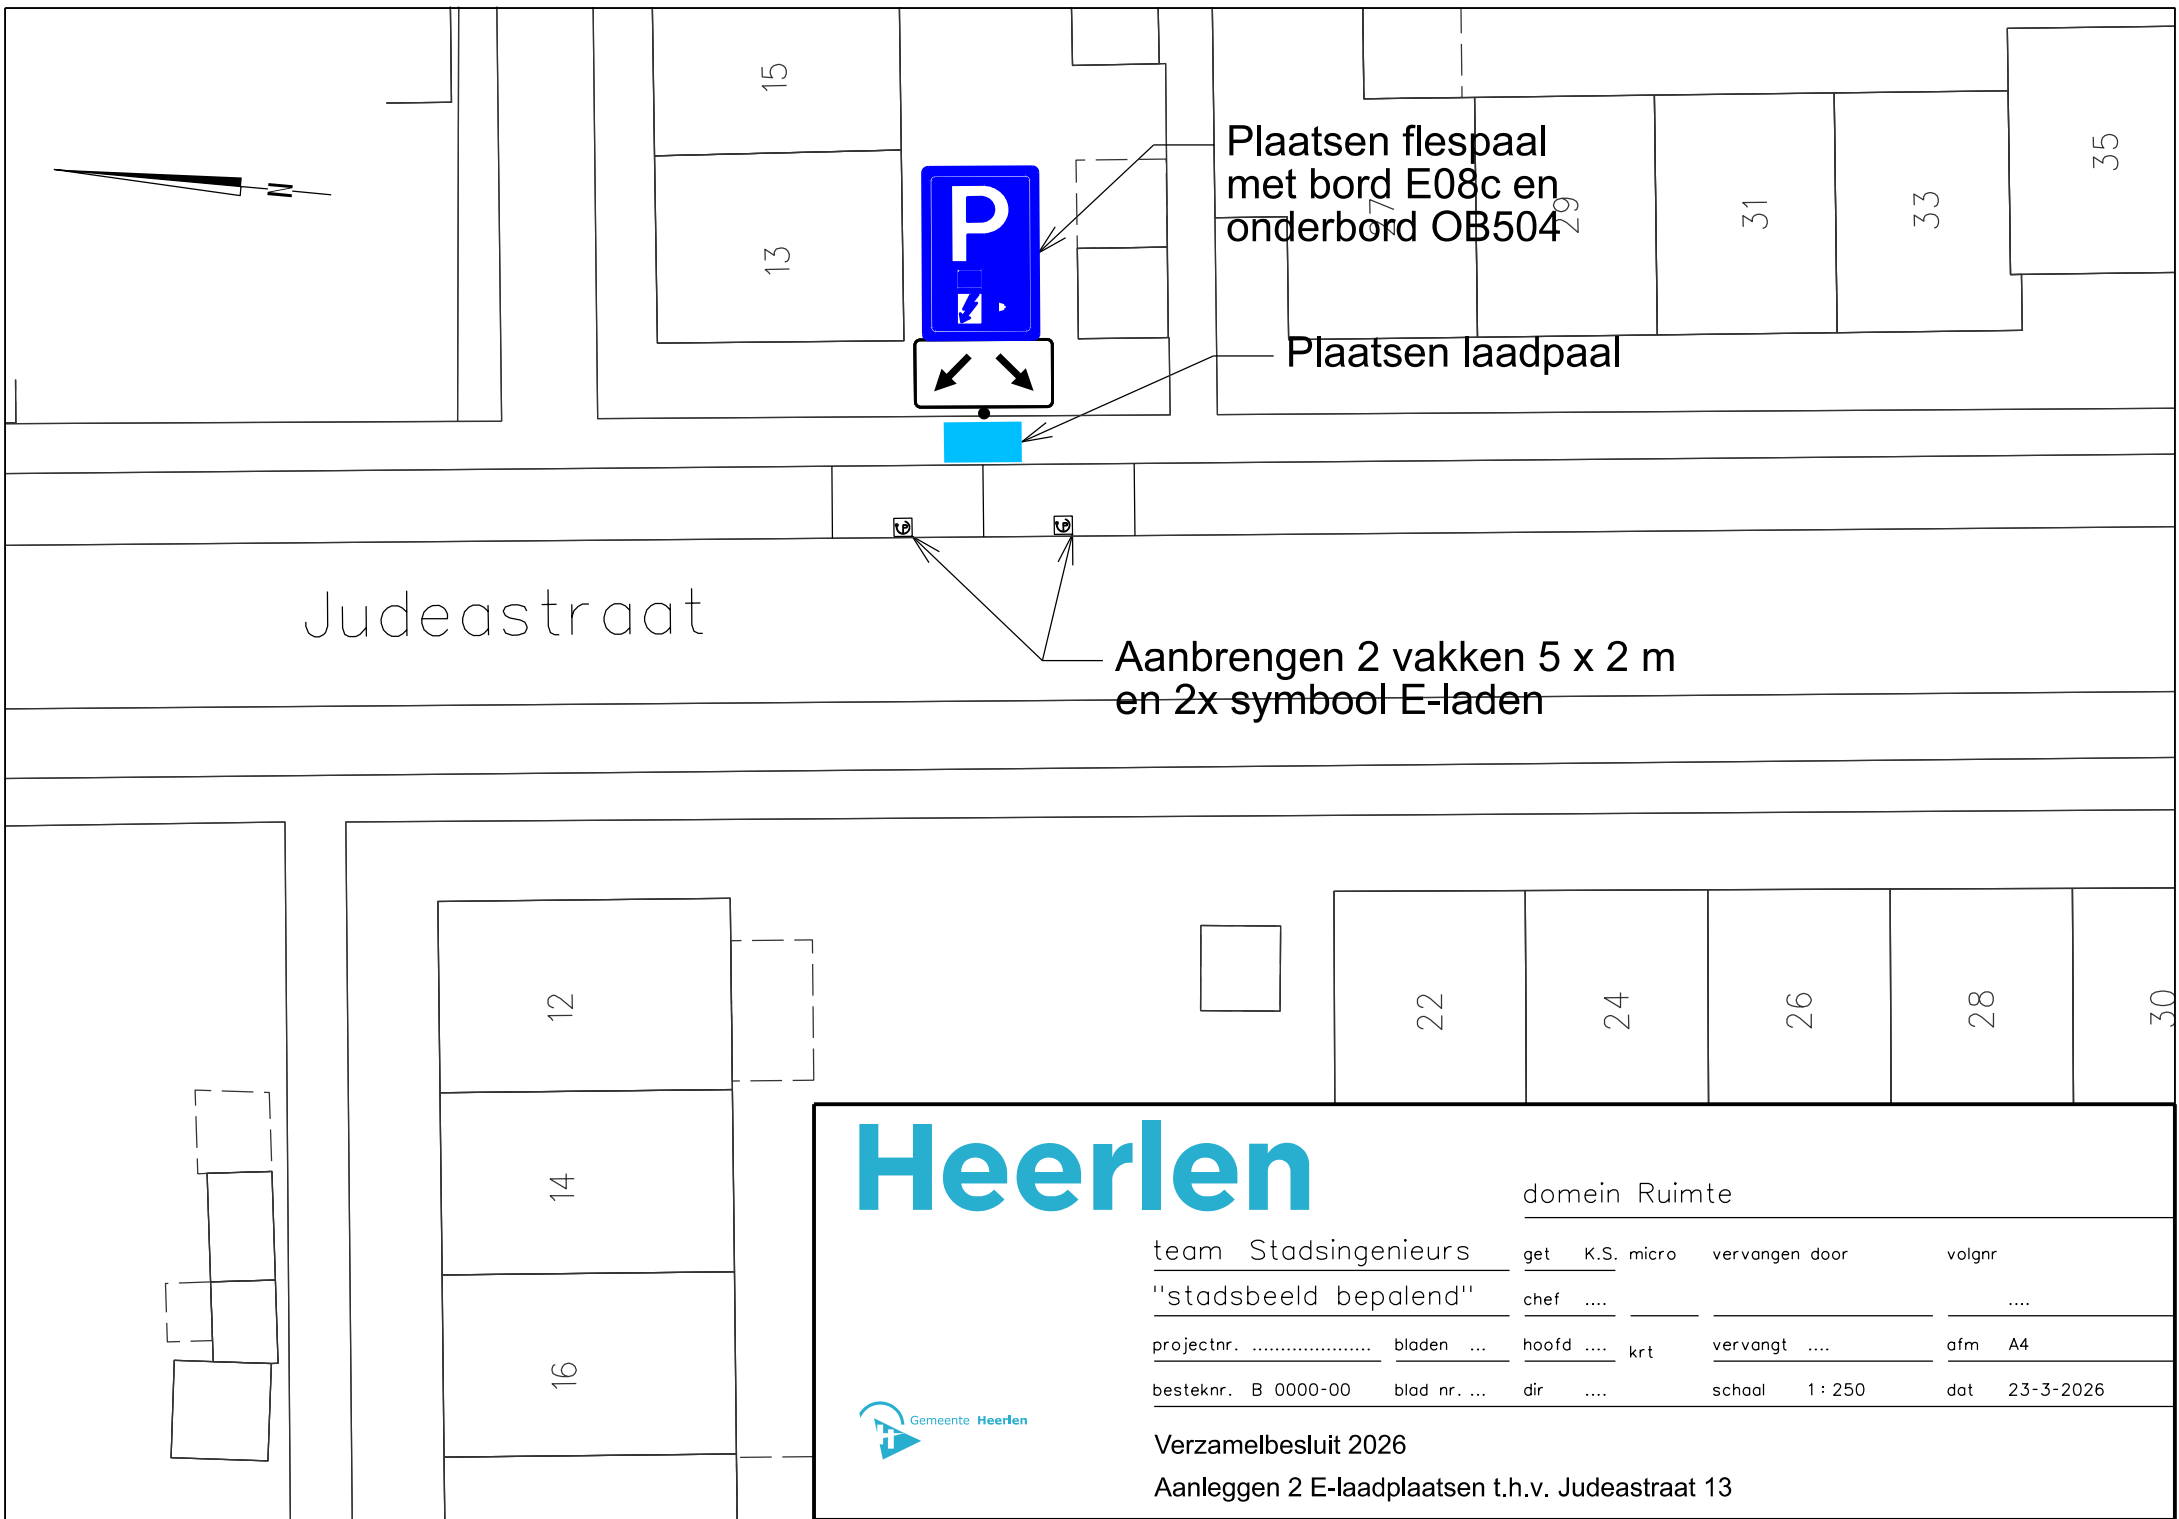 15
13
N
P
Plaatsen flespaal
met bord E08c en
onderbord OB504
27
29
31
33
35
Plaatsen laadpaal
Judeastraat
Aanbrengen 2 vakken 5 x 2 m
en 2x symbool E-laden
12
14
16
22
24
26
28
30
Heerlen
domein Ruimte
team Stadsingenieurs
get K.S. micro vervangen door volgnr
"stadsbeeld bepalend"
chef .... ....
projectnr. ..................... bladen ... hoofd .... krt vervangt .... afm A4
besteknr. B 0000-00 blad nr. ... dir .... schaal 1 : 250 dat 23-3-2026
H Gemeente Heerlen
Verzamelbesluit 2026
Aanleggen 2 E-laadplaatsen t.h.v. Judeastraat 13